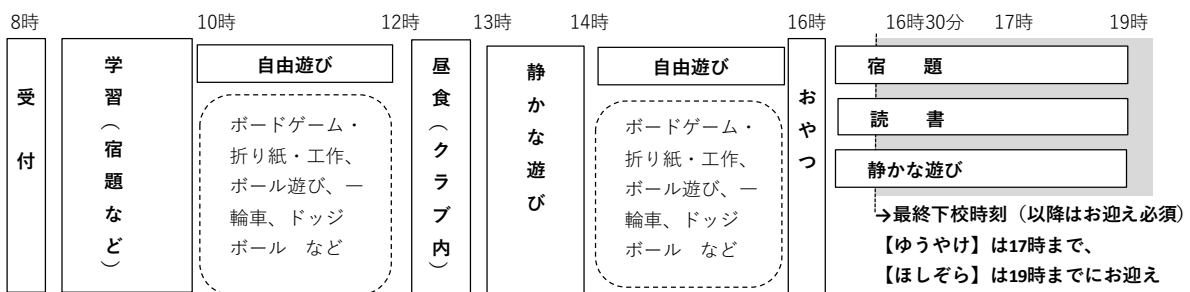 8時 10時 12時 13時 14時 16時 16時30分 17時 19時
受付
学習（宿題など）
自由遊び
ボードゲーム・
折り紙・工作、
ボール遊び、一
輪車、ドッジ
ボール など
昼食（クラブ内）
静かな遊び
自由遊び
ボードゲーム・
折り紙・工作、
ボール遊び、一
輪車、ドッジ
ボール など
おやつ
宿 題
読 書
静かな遊び
→最終下校時刻（以降はお迎え必須）
【ゆうやけ】は17時まで、
【ほしぞら】は19時までにお迎え